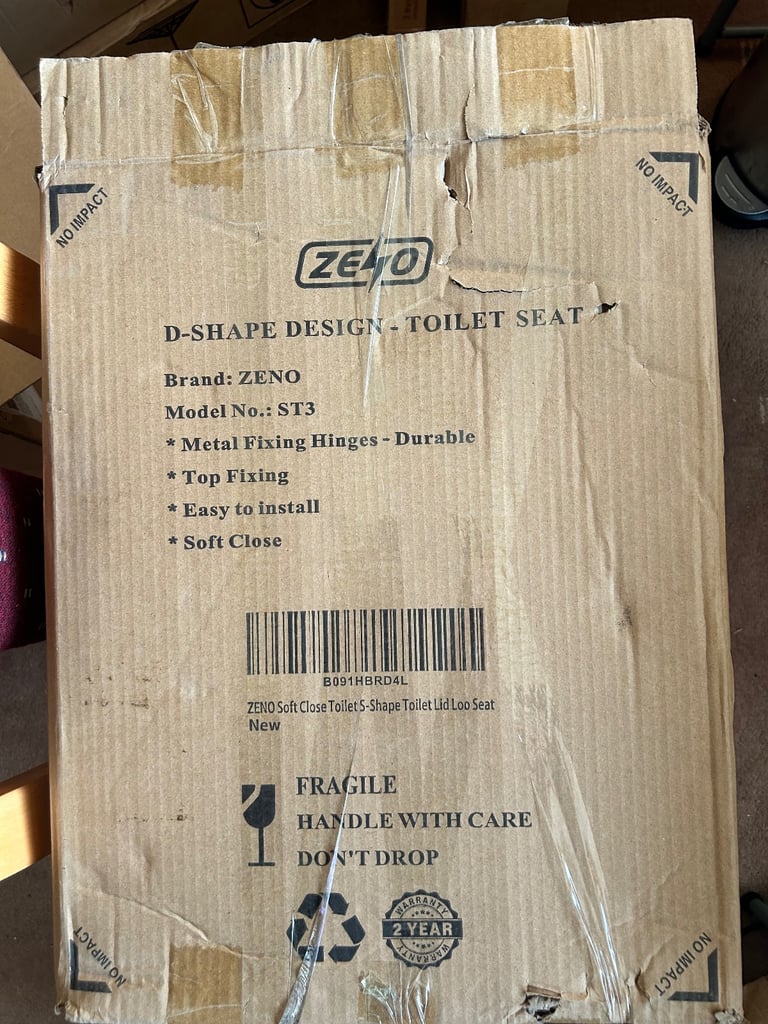 NO IMPACT
NO IMPACT
ZENO
D-SHAPE DESIGN - TOILET SEAT
Brand: ZENO
Model No.: ST3
* Metal Fixing Hinges - Durable
* Top Fixing
* Easy to install
* Soft Close
B091HBRD4L
ZENO Soft Close Toilet S-Shape Toilet Lid Loo Seat
New
FRAGILE
HANDLE WITH CARE
DON'T DROP
WARRANTY
2 YEAR
WARRANTY
NO IMPACT
NO IMPACT